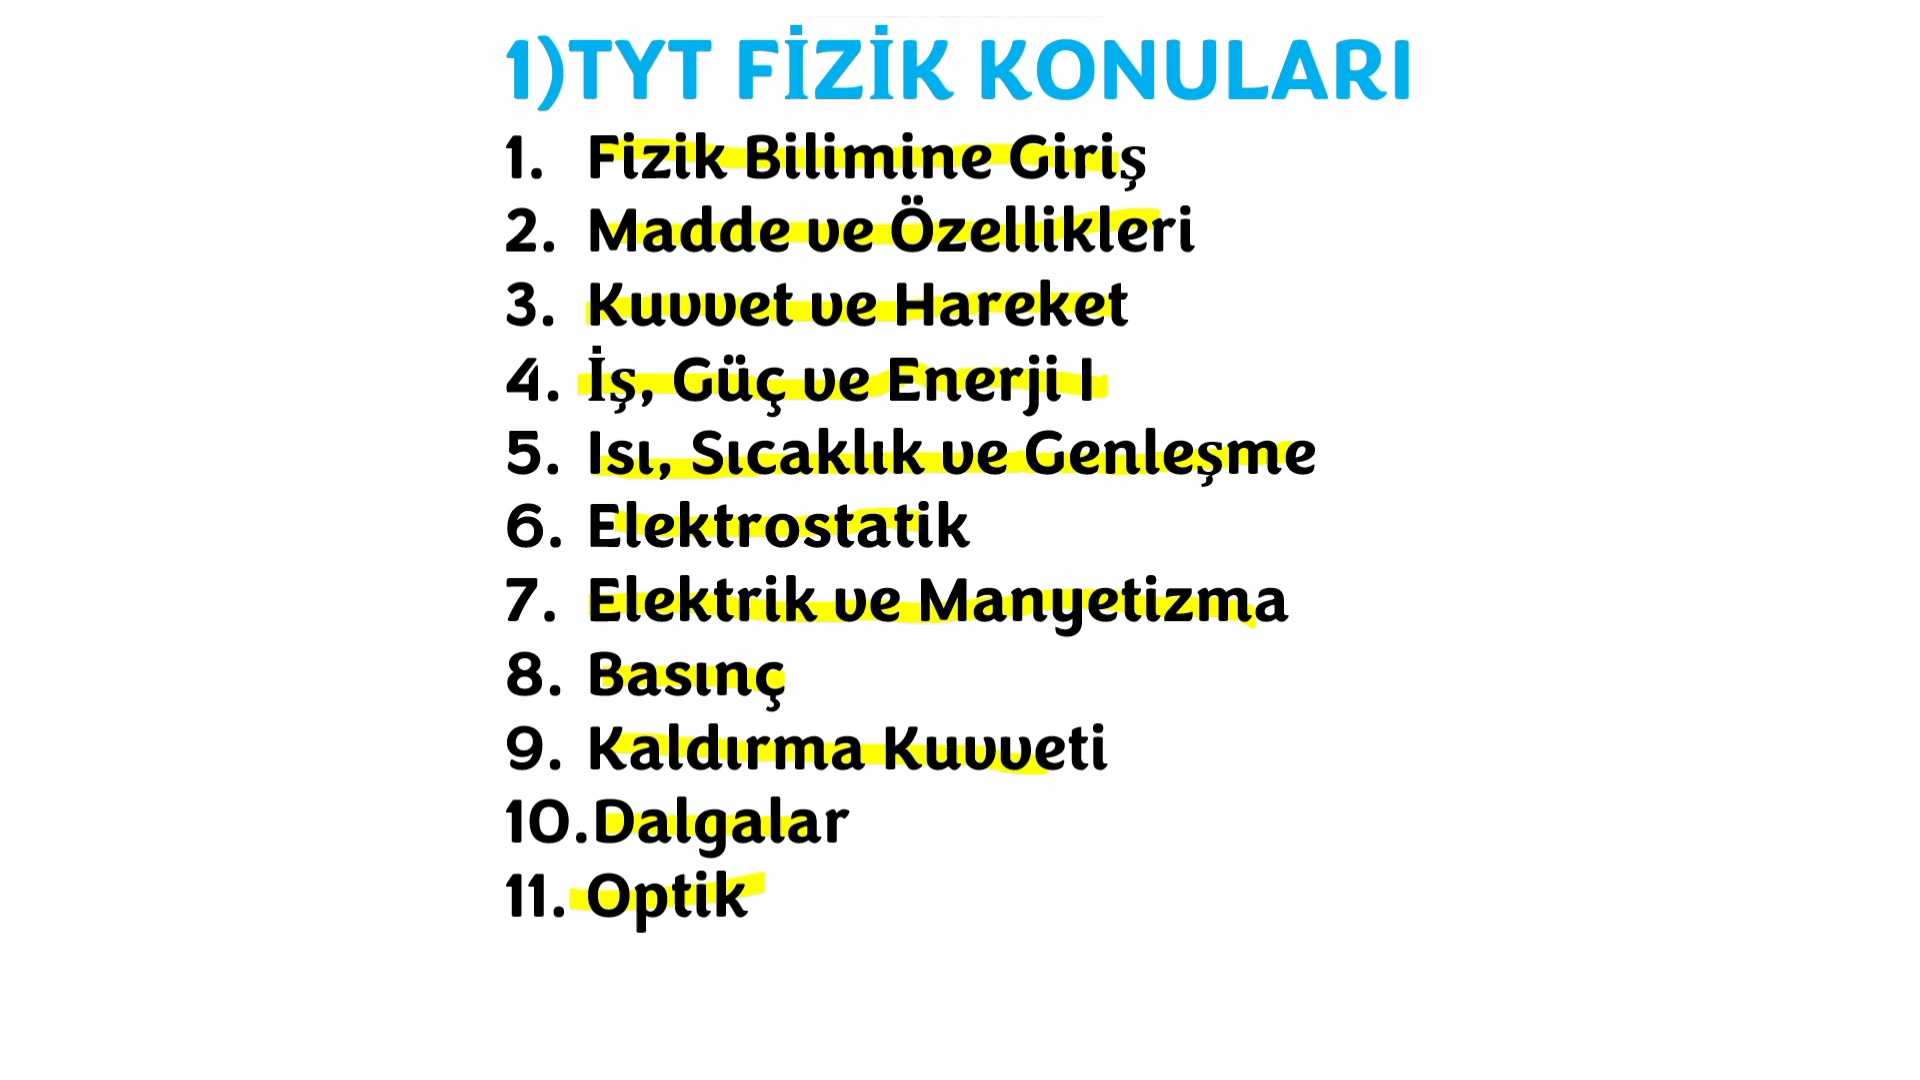 1)TYT FİZİK KONULARI
1. Fizik Bilimine Giriş
2. Madde ve Özellikleri
3. Kuvvet ve Hareket
4. İş, Güç ve Enerji I
5. Isı, Sıcaklık ve Genleşme
6. Elektrostatik
7. Elektrik ve Manyetizma
8. Basınç
9. Kaldırma Kuvveti
10.Dalgalar
11. Optik